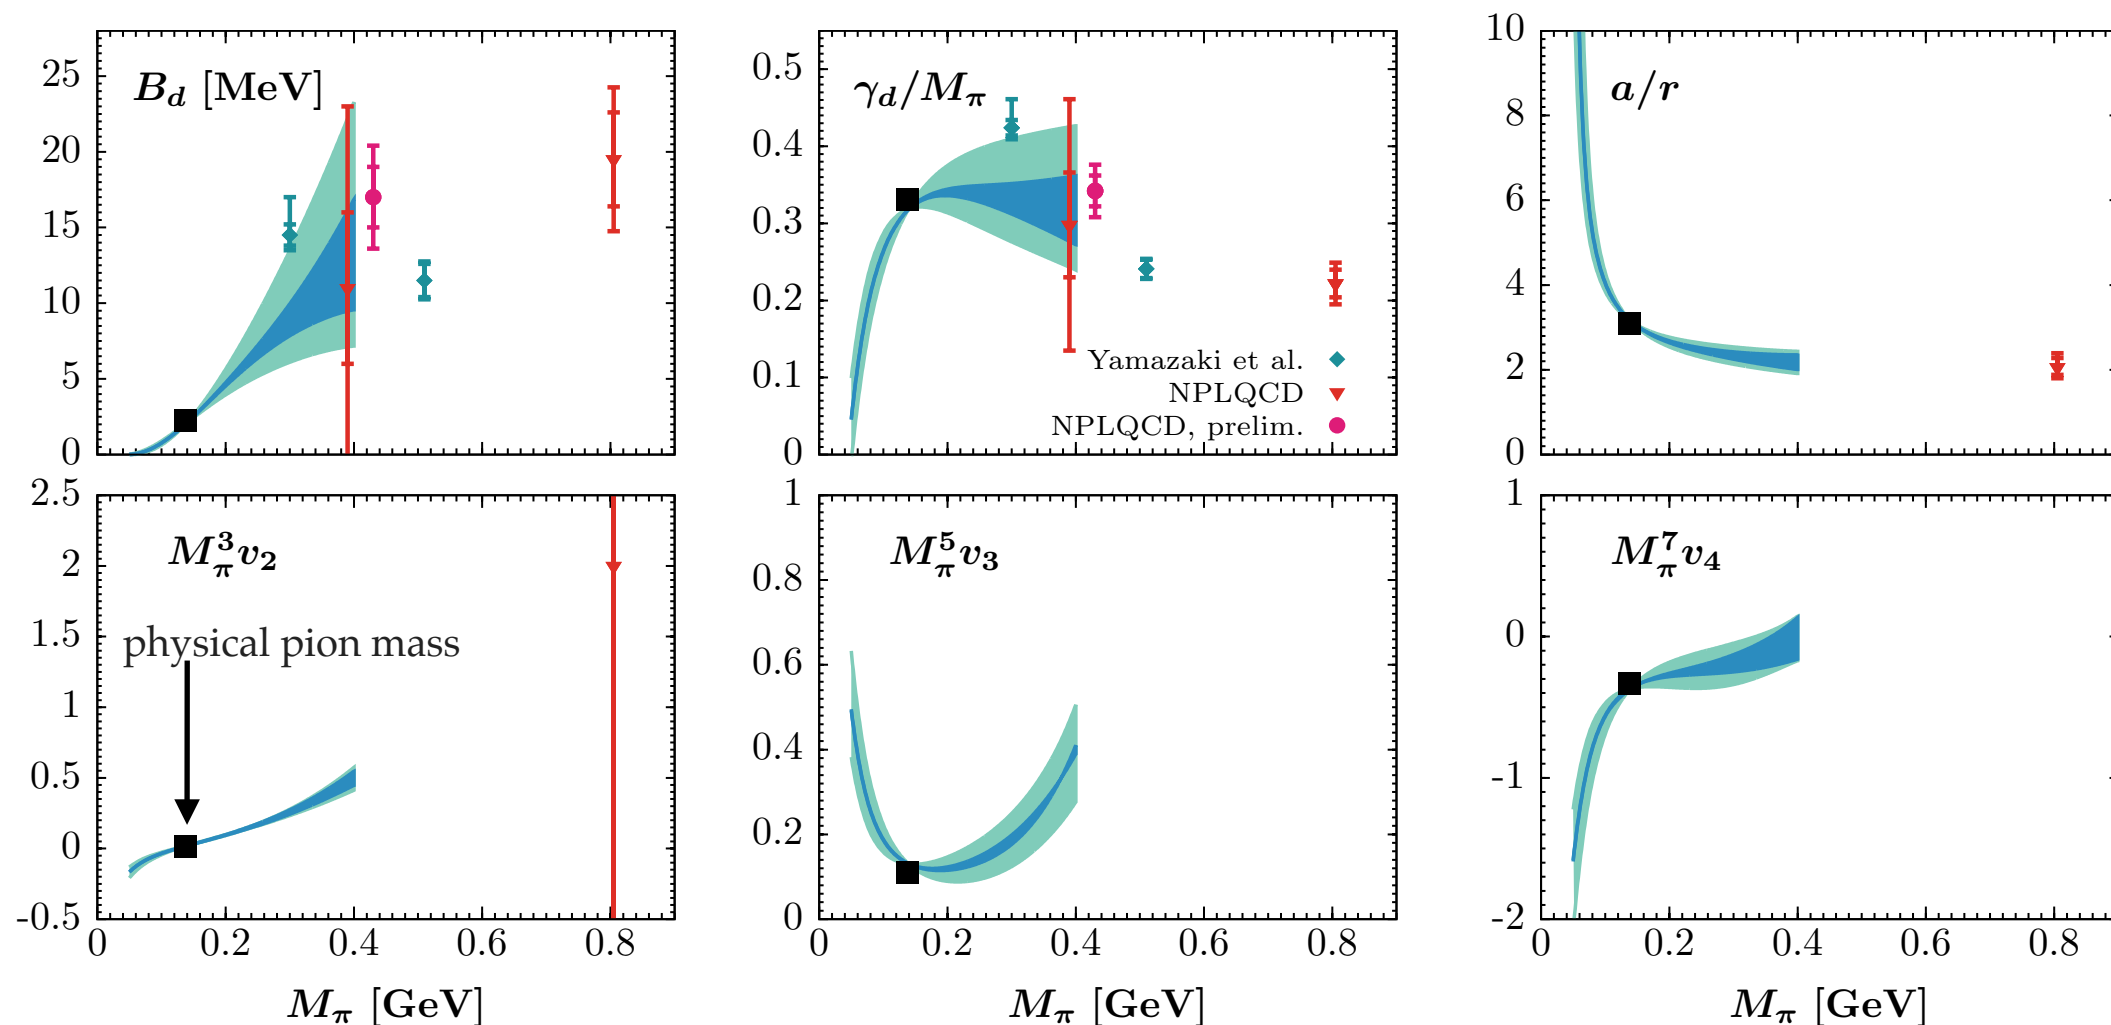 B_d [MeV]
25
20
15
10
5
0
γ_d/M_π
0.5
0.4
0.3
0.2
0.1
0
Yamazaki et al.
NPLQCD
NPLQCD, prelim.
a/r
10
8
6
4
2
0
M_π^3 v_2
physical pion mass
2.5
2
1.5
1
0.5
0
-0.5
0 0.2 0.4 0.6 0.8
M_π [GeV]
M_π^5 v_3
1
0.8
0.6
0.4
0.2
0
0 0.2 0.4 0.6 0.8
M_π [GeV]
M_π^7 v_4
1
0
-1
-2
0 0.2 0.4 0.6 0.8
M_π [GeV]